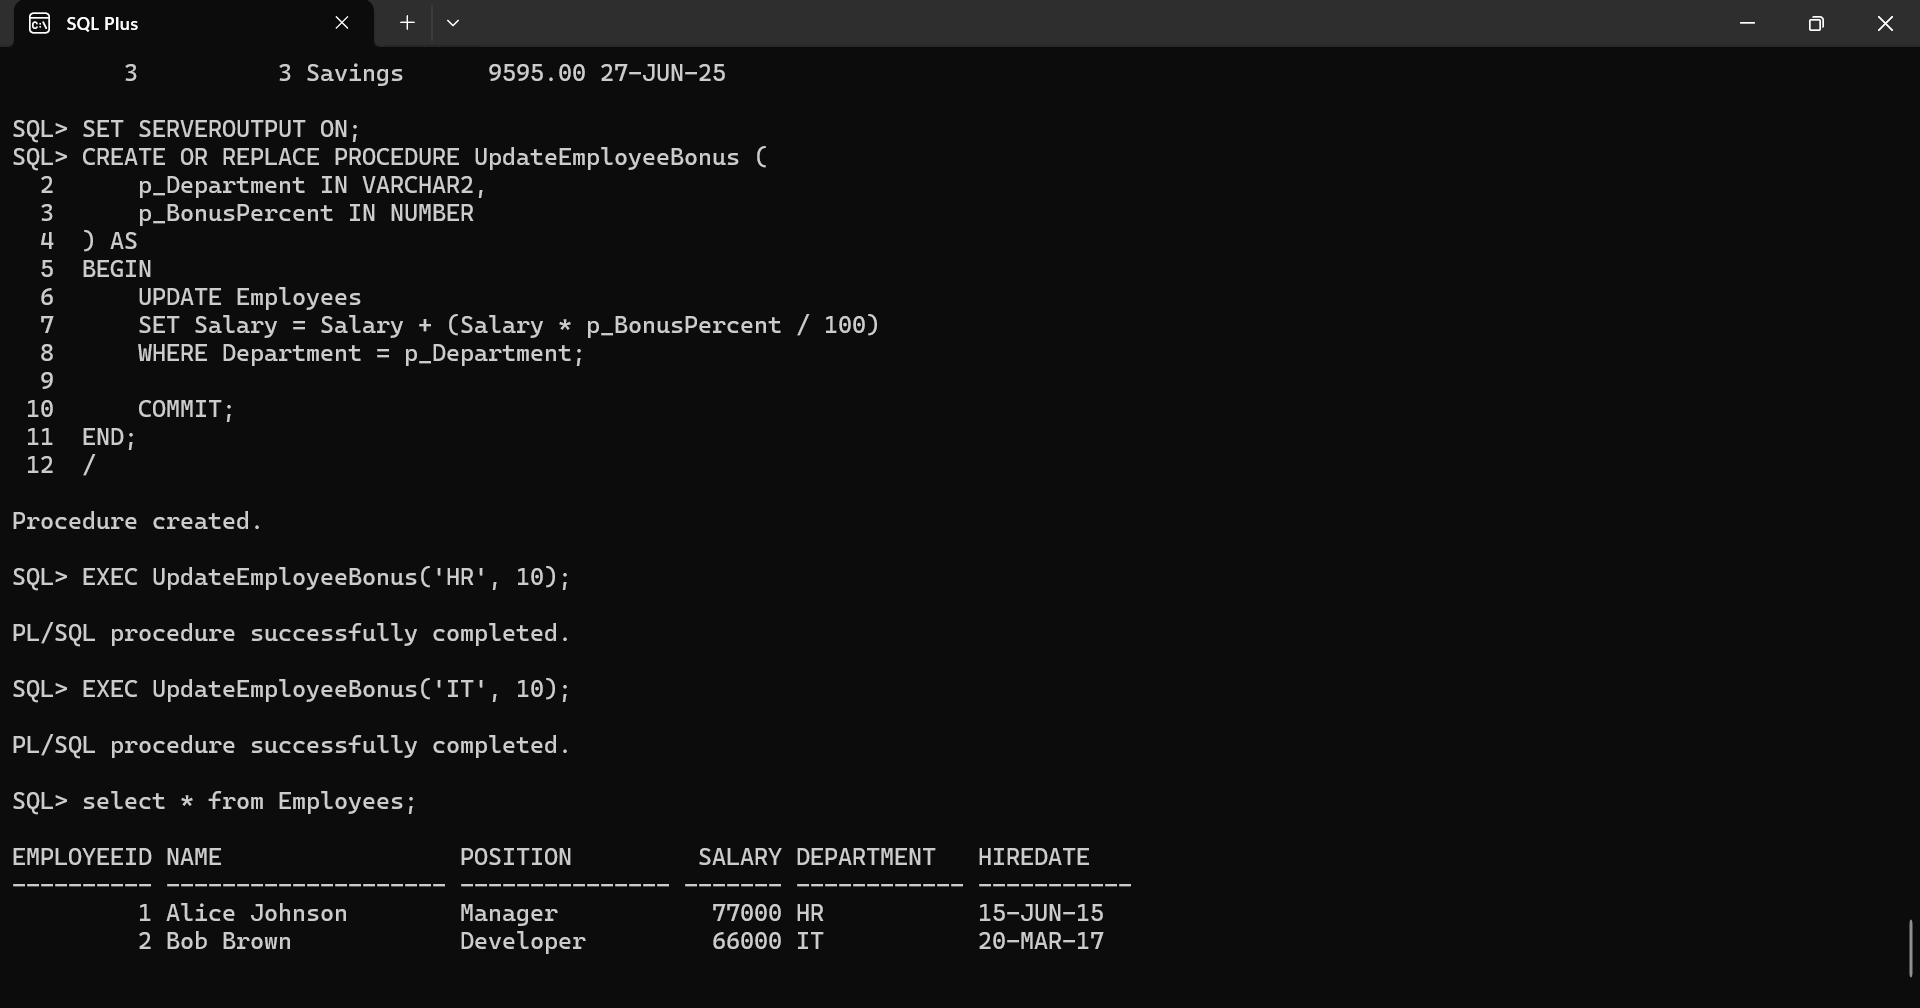 SQL Plus
         3          3 Savings      9595.00 27-JUN-25
SQL> SET SERVEROUTPUT ON;
SQL> CREATE OR REPLACE PROCEDURE UpdateEmployeeBonus (
  2      p_Department IN VARCHAR2,
  3      p_BonusPercent IN NUMBER
  4  ) AS
  5  BEGIN
  6      UPDATE Employees
  7      SET Salary = Salary + (Salary * p_BonusPercent / 100)
  8      WHERE Department = p_Department;
  9
 10      COMMIT;
 11  END;
 12  /
Procedure created.
SQL> EXEC UpdateEmployeeBonus('HR', 10);
PL/SQL procedure successfully completed.
SQL> EXEC UpdateEmployeeBonus('IT', 10);
PL/SQL procedure successfully completed.
SQL> select * from Employees;
EMPLOYEEID NAME                 POSITION         SALARY DEPARTMENT   HIREDATE
---------- -------------------- --------------- ------- ------------ -----------
         1 Alice Johnson        Manager           77000 HR           15-JUN-15
         2 Bob Brown            Developer         66000 IT           20-MAR-17